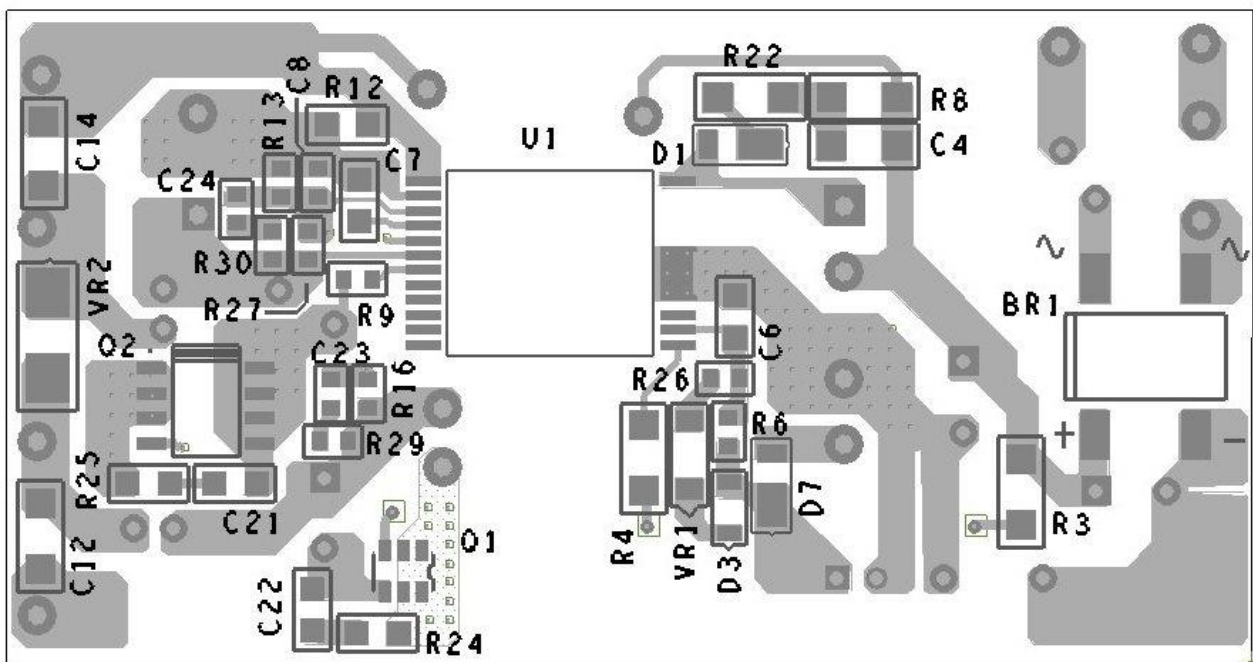 C8
R22
R12
R13
R8
U1
C14
D1
C4
C7
C24
VR2
R30
BR1
R27
R9
C6
Q2
C23
R26
R16
R6
+
-
R29
R25
D7
C21
R4
VR1
R3
C12
Q1
D3
C22
R24